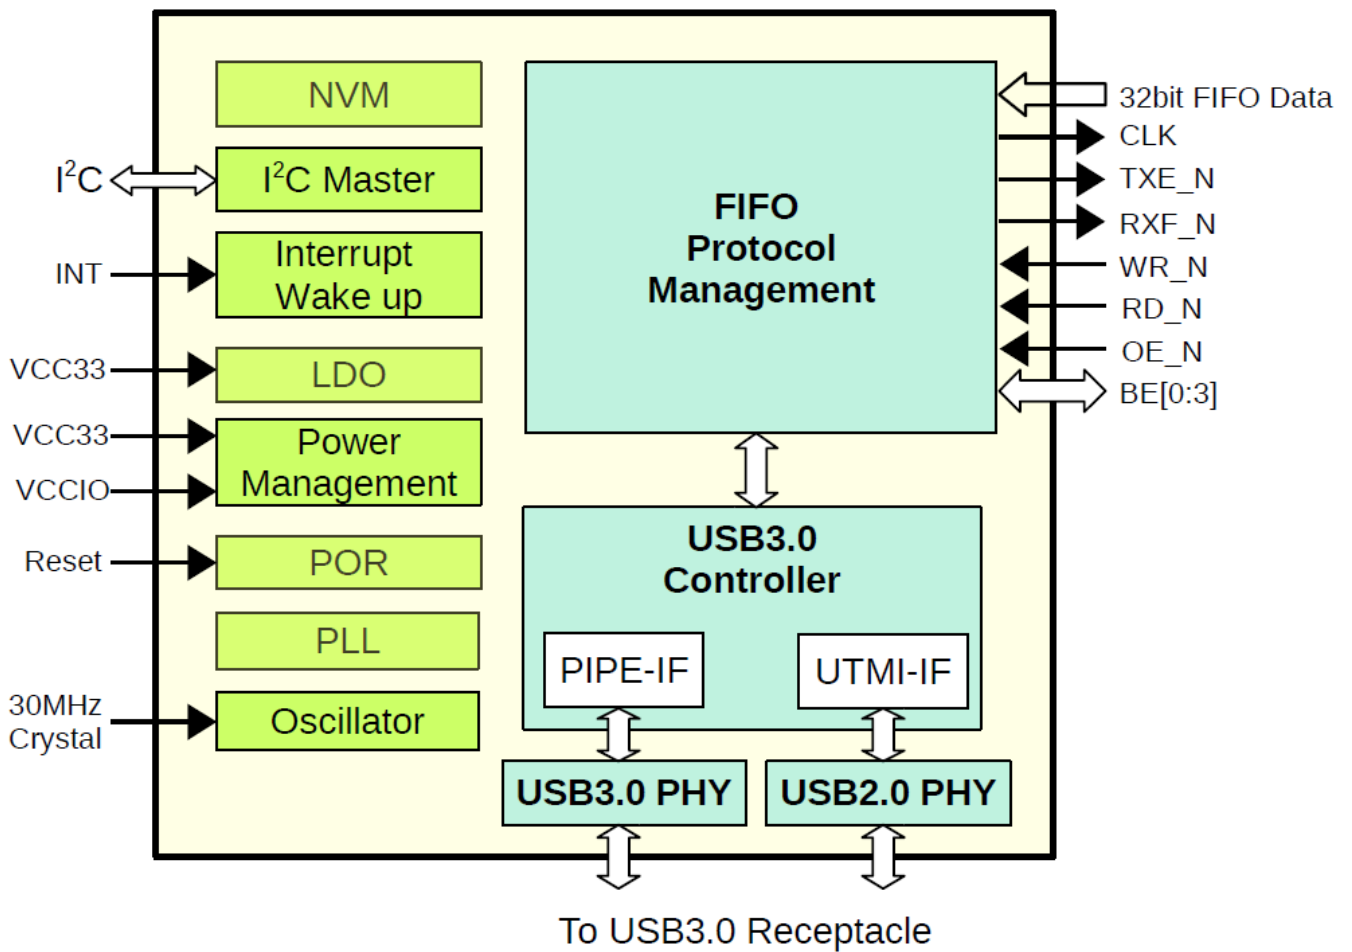 NVM
I²C
I²C Master
INT
Interrupt
Wake up
VCC33
LDO
VCC33
VCCIO
Power
Management
Reset
POR
PLL
30MHz
Crystal
Oscillator
FIFO
Protocol
Management
32bit FIFO Data
CLK
TXE_N
RXF_N
WR_N
RD_N
OE_N
BE[0:3]
USB3.0
Controller
PIPE-IF
UTMI-IF
USB3.0 PHY
USB2.0 PHY
To USB3.0 Receptacle